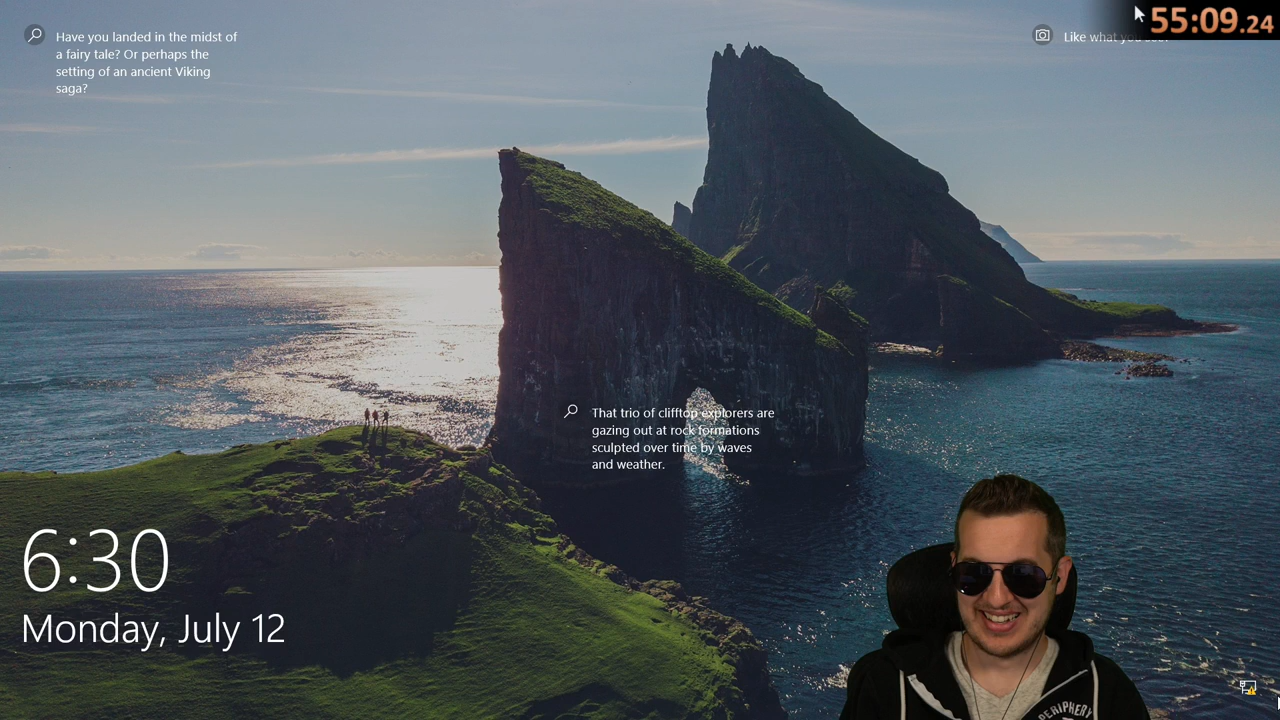 55:09.24
Have you landed in the midst of
a fairy tale? Or perhaps the
setting of an ancient Viking
saga?
Like what you see?
That trio of clifftop explorers are
gazing out at rock formations
sculpted over time by waves
and weather.
6:30
Monday, July 12
PERIPHERY